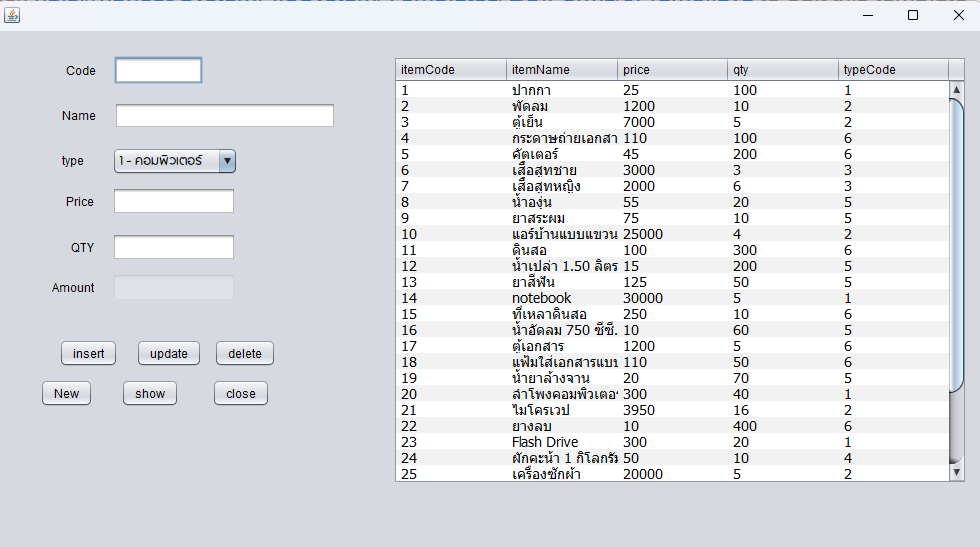 Code
Name
type 1 - คอมพิวเตอร์
Price
QTY
Amount
insert update delete
New show close
itemCode itemName price qty typeCode
1 ปากกา 25 100 1
2 พัดลม 1200 10 2
3 ตู้เย็น 7000 5 2
4 กระดาษถ่ายเอกสา 110 100 6
5 คัตเตอร์ 45 200 6
6 เสื้อสูทชาย 3000 3 3
7 เสื้อสูทหญิง 2000 6 3
8 น้ำองุ่น 55 20 5
9 ยาสระผม 75 10 5
10 แอร์บ้านแบบแขวน 25000 4 2
11 ดินสอ 100 300 6
12 น้ำเปล่า 1.50 ลิตร 15 200 5
13 ยาสีฟัน 125 50 5
14 notebook 30000 5 1
15 ที่เหลาดินสอ 250 10 6
16 น้ำอัดลม 750 ซีซี. 10 60 5
17 ตู้เอกสาร 1200 5 6
18 แฟ้มใส่เอกสารแบบ 110 50 6
19 น้ำยาล้างจาน 20 70 5
20 ลำโพงคอมพิวเตอร 300 40 1
21 ไมโครเวป 3950 16 2
22 ยางลบ 10 400 6
23 Flash Drive 300 20 1
24 ผักคะน้า 1 กิโลกรัม 50 10 4
25 เครื่องซักผ้า 20000 5 2